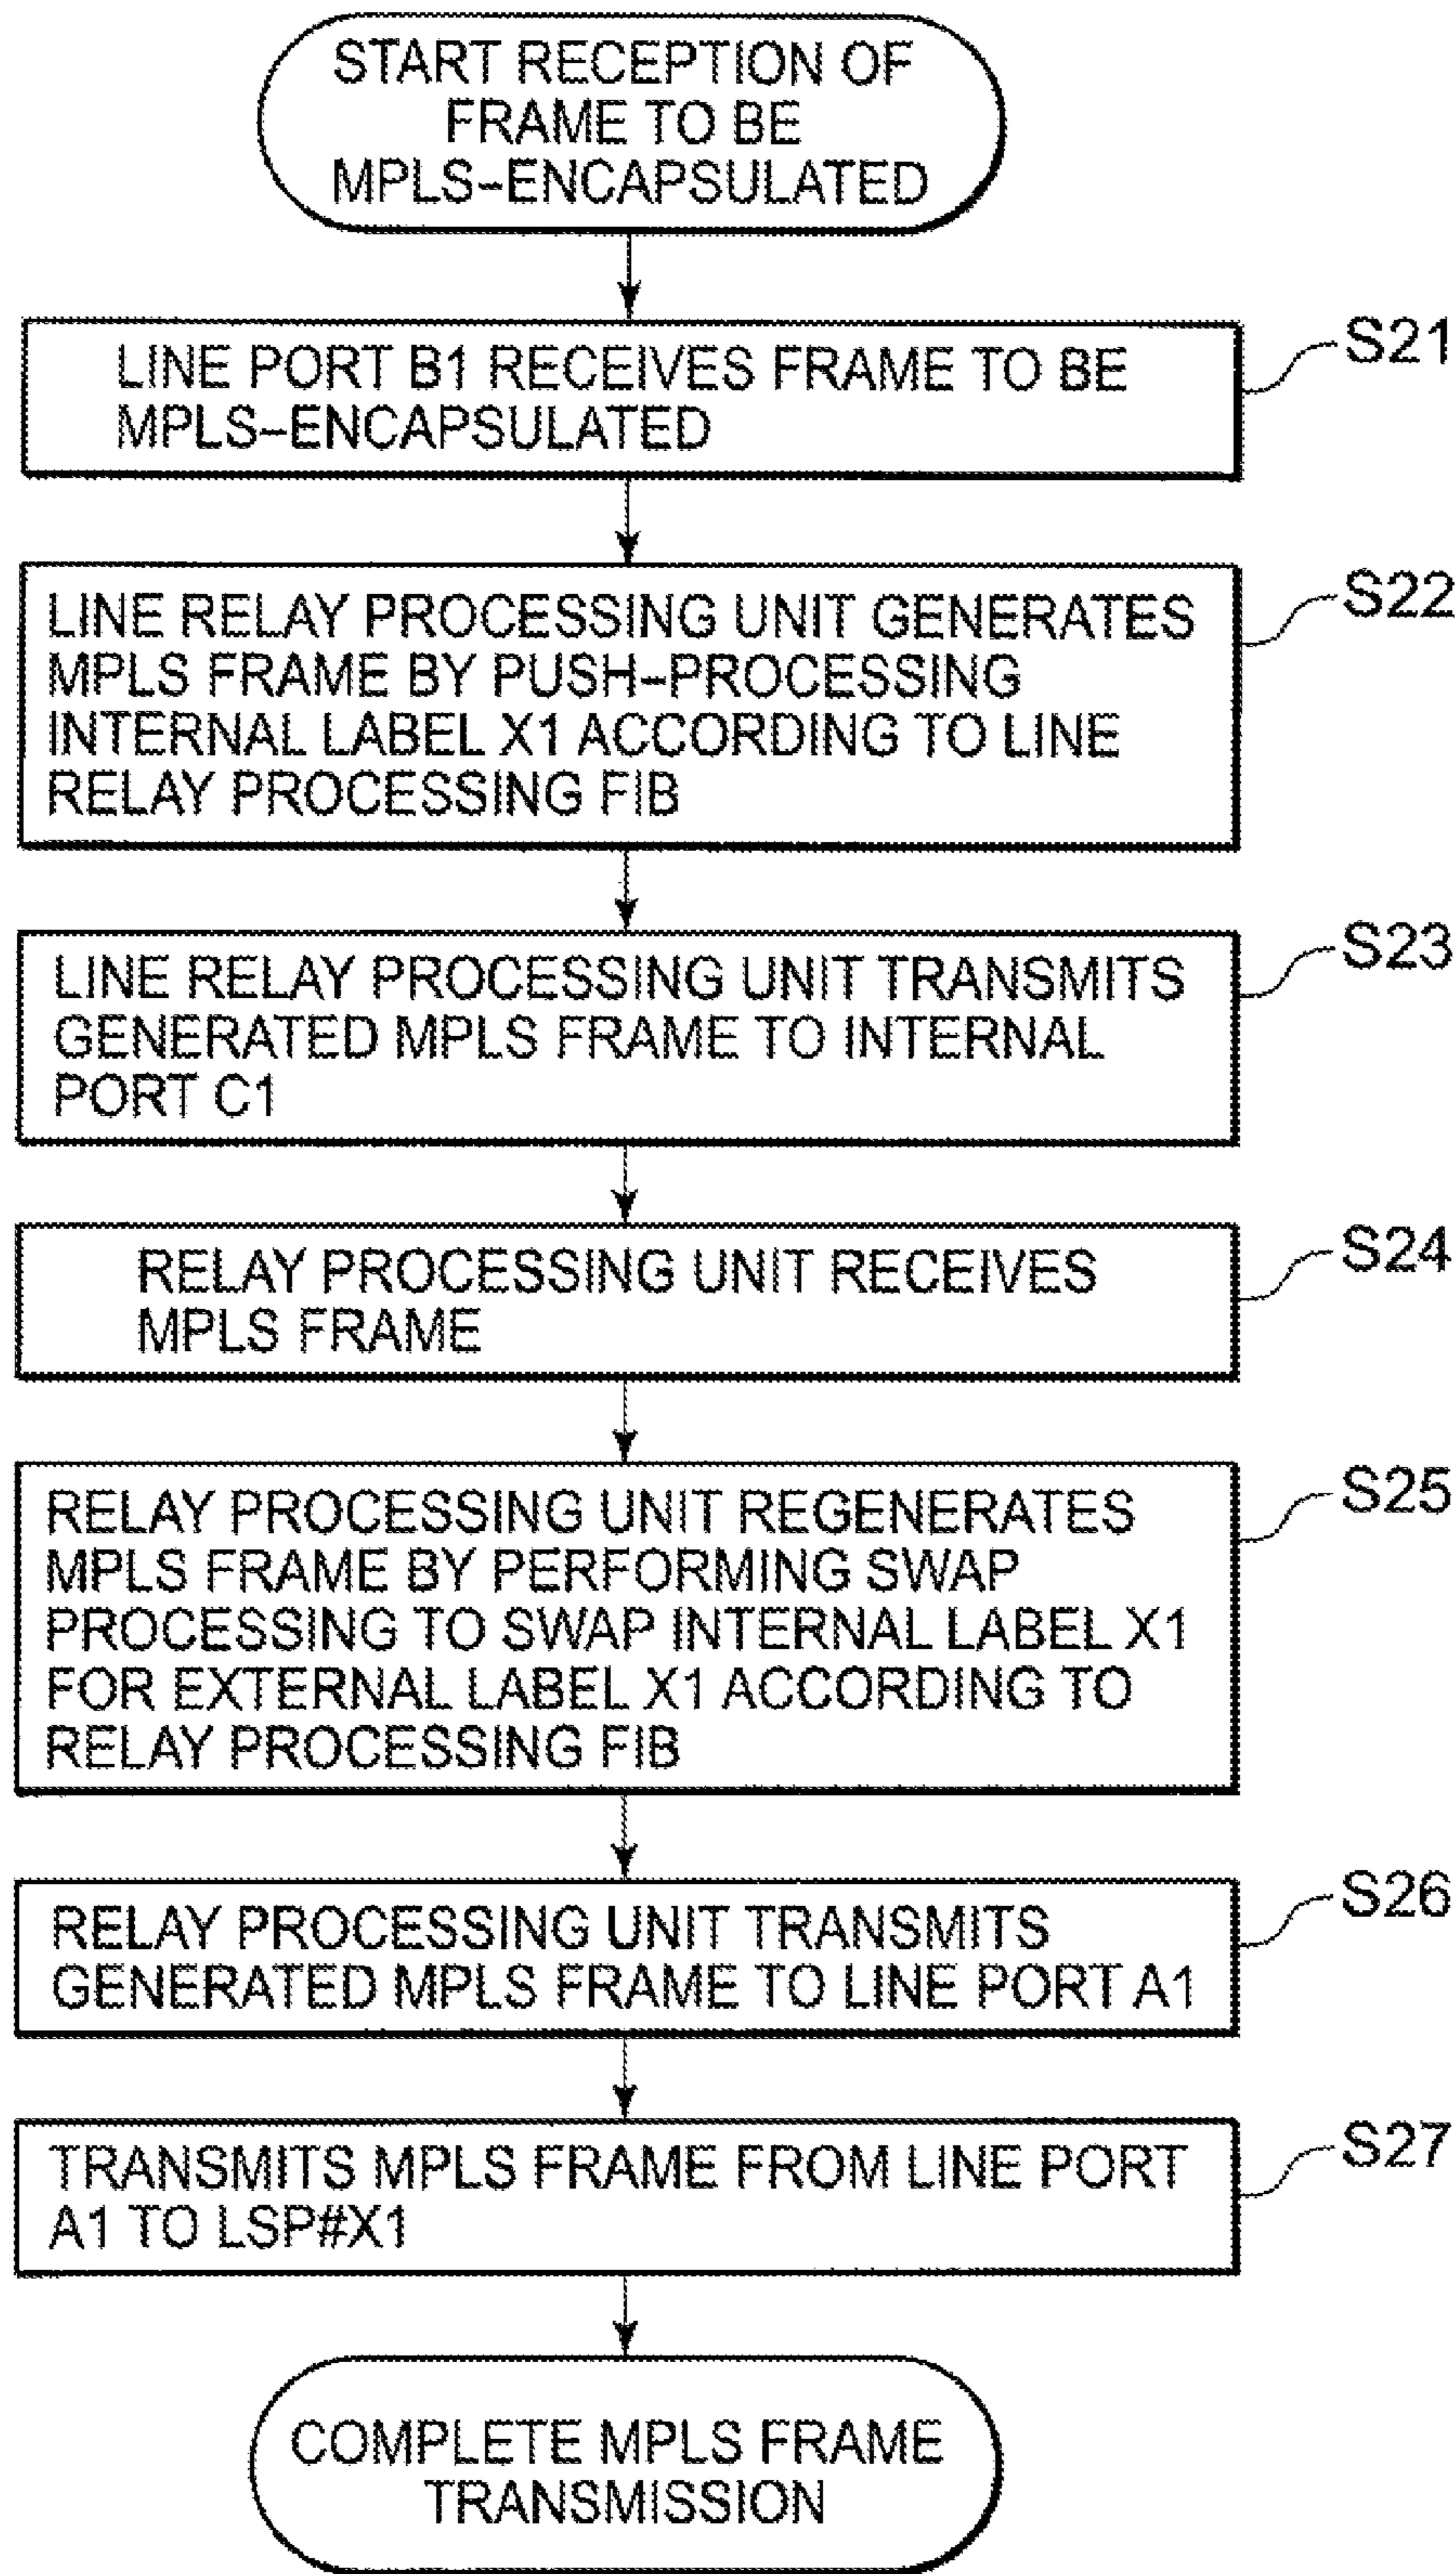 START RECEPTION OF
FRAME TO BE
MPLS-ENCAPSULATED
LINE PORT B1 RECEIVES FRAME TO BE
MPLS-ENCAPSULATED
S21
LINE RELAY PROCESSING UNIT GENERATES
MPLS FRAME BY PUSH-PROCESSING
INTERNAL LABEL X1 ACCORDING TO LINE
RELAY PROCESSING FIB
S22
LINE RELAY PROCESSING UNIT TRANSMITS
GENERATED MPLS FRAME TO INTERNAL
PORT C1
S23
RELAY PROCESSING UNIT RECEIVES
MPLS FRAME
S24
RELAY PROCESSING UNIT REGENERATES
MPLS FRAME BY PERFORMING SWAP
PROCESSING TO SWAP INTERNAL LABEL X1
FOR EXTERNAL LABEL X1 ACCORDING TO
RELAY PROCESSING FIB
S25
RELAY PROCESSING UNIT TRANSMITS
GENERATED MPLS FRAME TO LINE PORT A1
S26
TRANSMITS MPLS FRAME FROM LINE PORT
A1 TO LSP#X1
S27
COMPLETE MPLS FRAME
TRANSMISSION